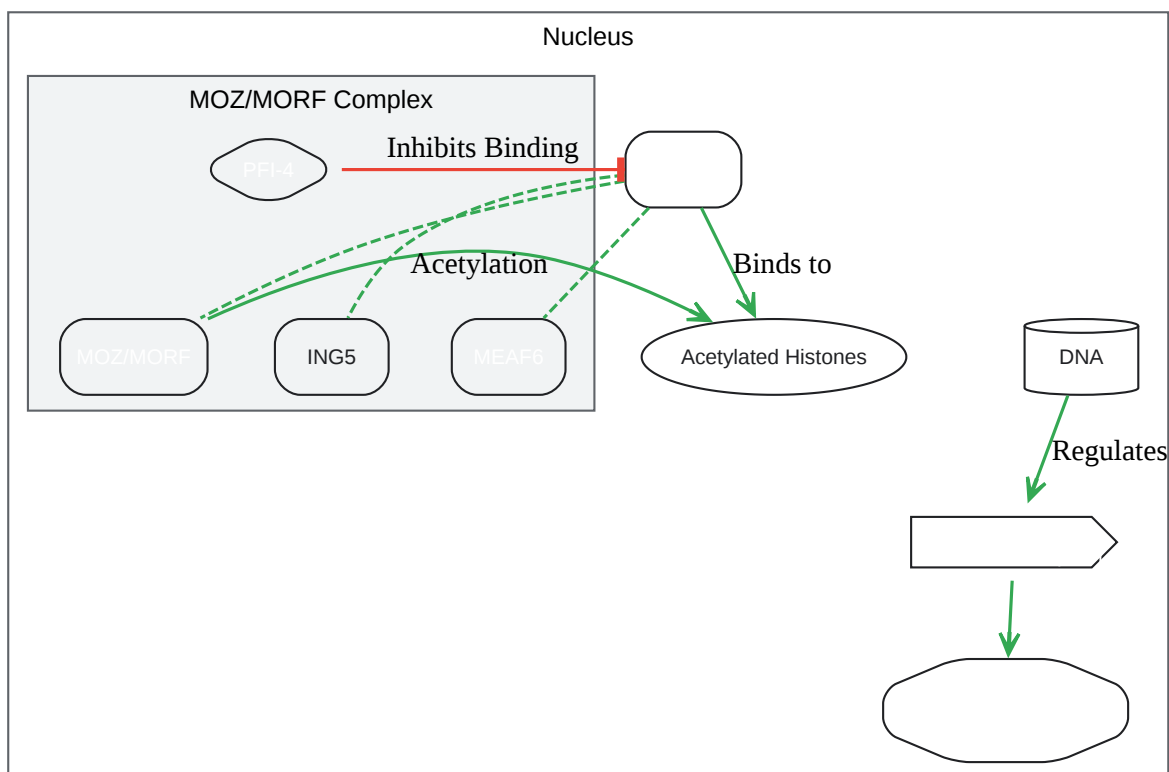 Nucleus
MOZ/MORF Complex
PFI-4
Inhibits Binding
Acetylation
Binds to
MOZ/MORF
ING5
MEAF6
Acetylated Histones
DNA
Regulates